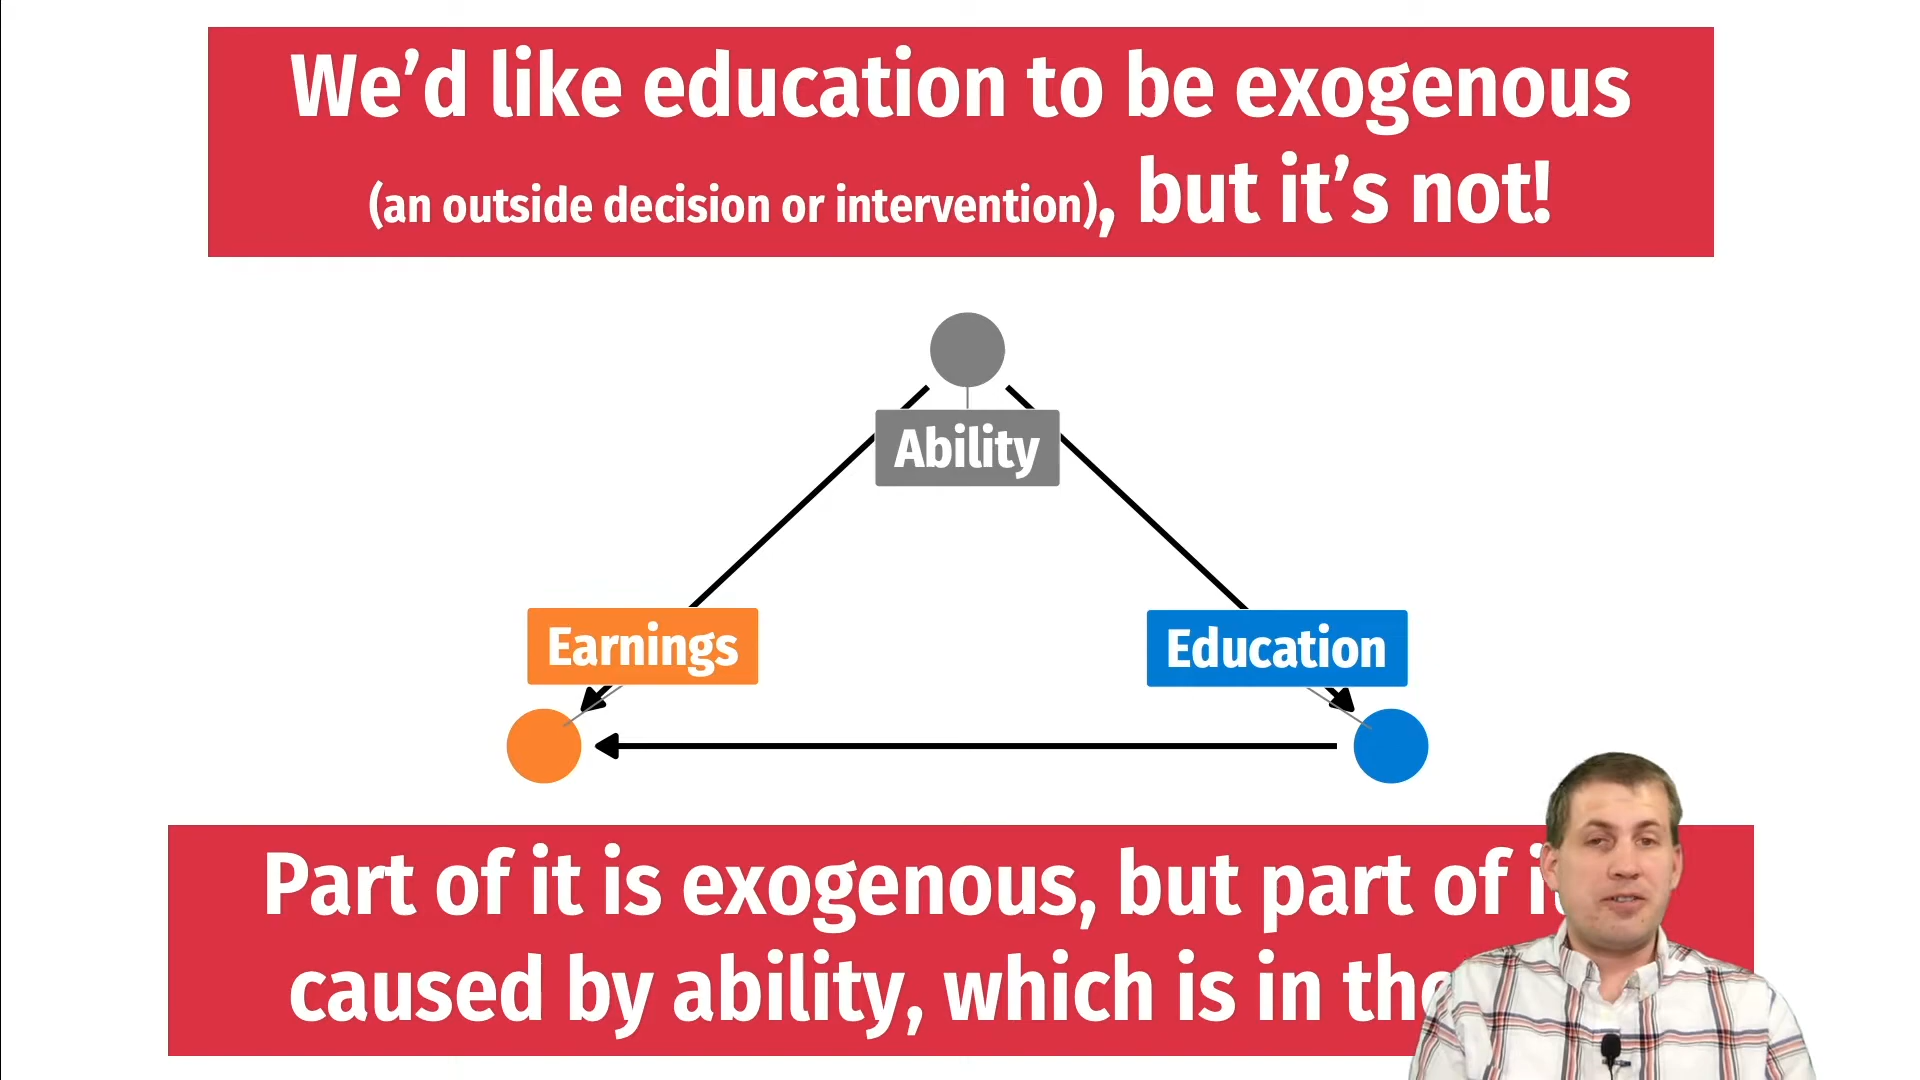 We’d like education to be exogenous
(an outside decision or intervention), but it’s not!
Ability
Earnings
Education
Part of it is exogenous, but part of
caused by ability, which is in